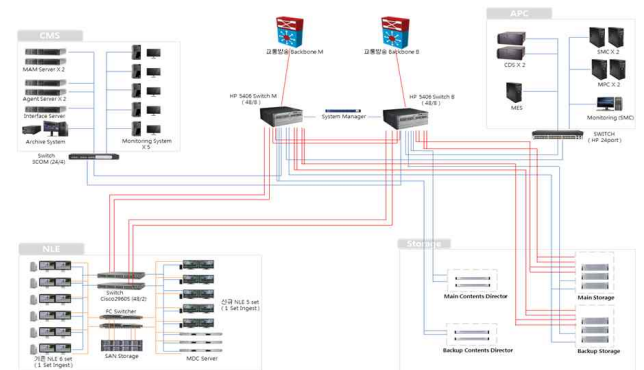 CMS
MAM Server X 2
Agent Server X 2
Interface Server
Archive System
Switch
3COM (24/4)
Monitoring System
X 5
교통방송 Backbone M
교통방송 Backbone B
HP 5406 Switch M
( 48/8 )
System Manager
HP 5406 Switch B
( 48/8 )
APC
CDS X 2
SMC X 2
MPC X 2
MES
Monitoring (SMC)
SWITCH
( HP 24port )
NLE
기존 NLE 6 set
( 1 Set Ingest )
Switch
Cisco2960S (48/2)
FC Switcher
SAN Storage
신규 NLE 5 set
( 1 Set Ingest )
MDC Server
Storage
Main Contents Director
Backup Contents Director
Main Storage
Backup Storage